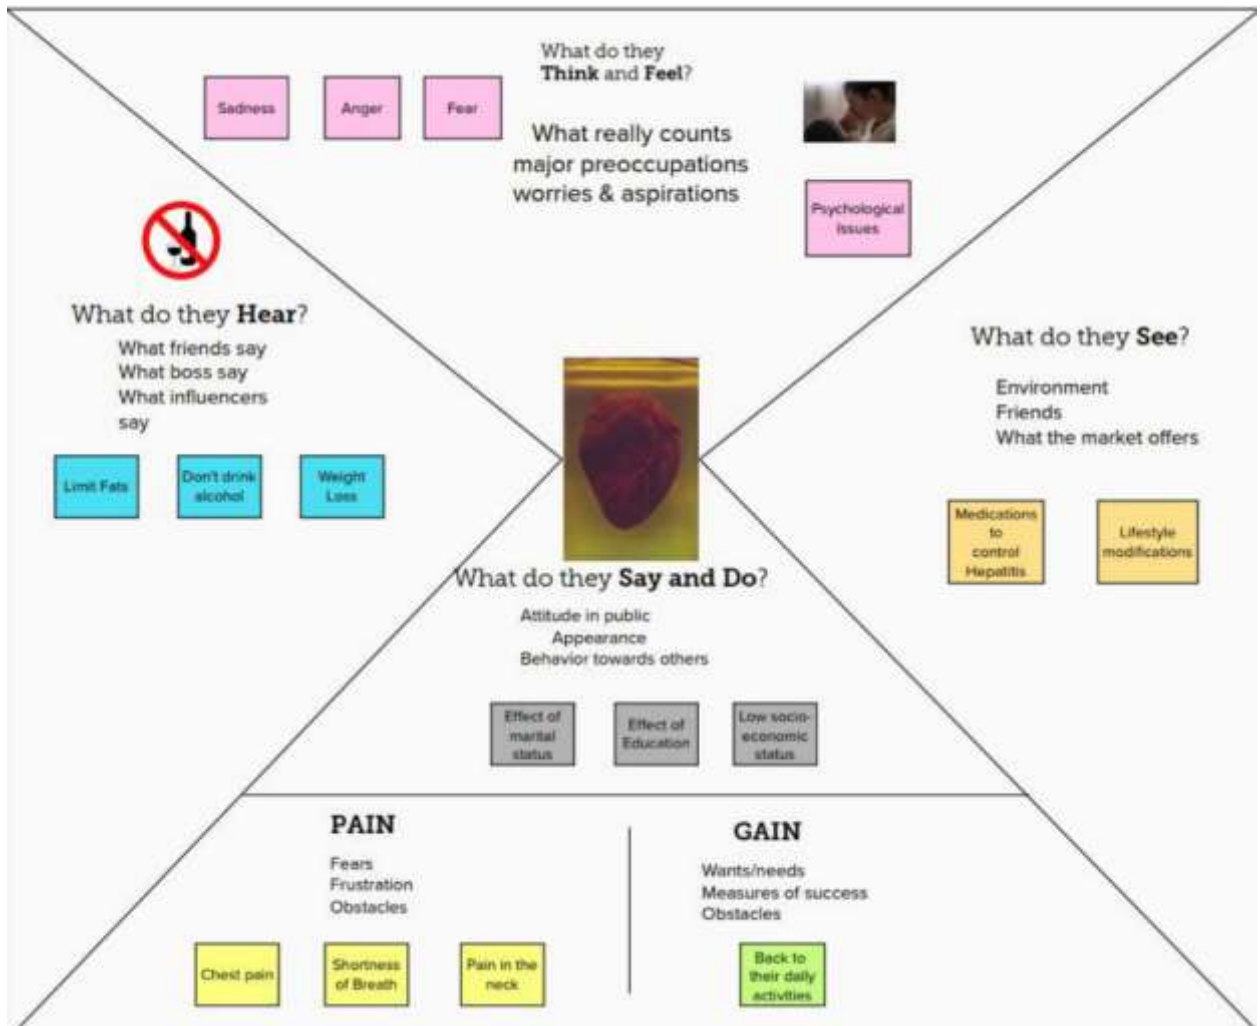 What do they
Think and Feel?
Sadness
Anger
Fear
What really counts
major preoccupations
worries & aspirations
Psychological
Issues
What do they Hear?
What friends say
What boss say
What influencers
say
Limit Fats
Don't drink
alcohol
Weight
Loss
What do they See?
Environment
Friends
What the market offers
Medications
to
control
Hepatitis
Lifestyle
modifications
What do they Say and Do?
Attitude in public
Appearance
Behavior towards others
Effect of
marital
status
Effect of
Education
Low socio-
economic
status
PAIN
Fears
Frustration
Obstacles
Chest pain
Shortness
of Breath
Pain in the
neck
GAIN
Wants/needs
Measures of success
Obstacles
Back to
their daily
activities